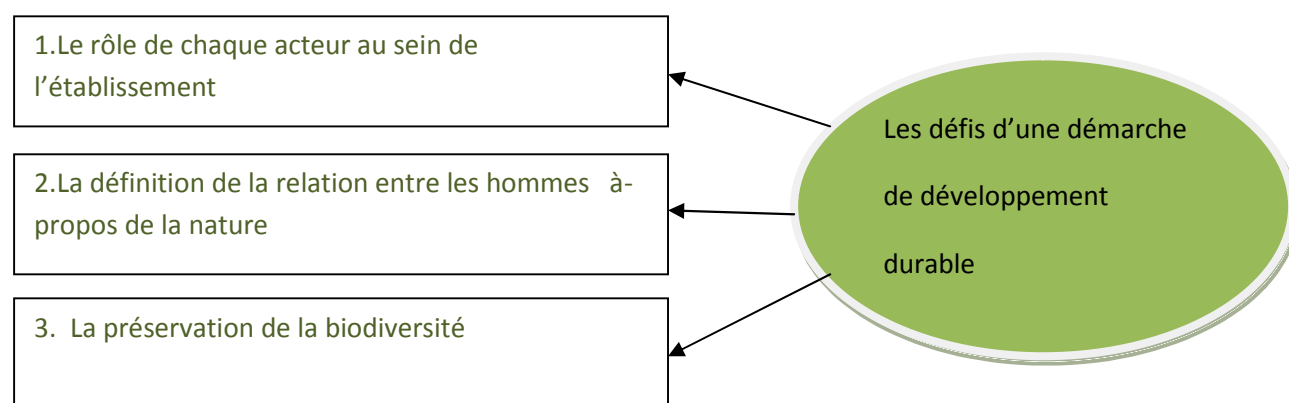 1.Le rôle de chaque acteur au sein de
l’établissement
2.La définition de la relation entre les hommes à-
propos de la nature
3. La préservation de la biodiversité
Les défis d’une démarche
de développement
durable